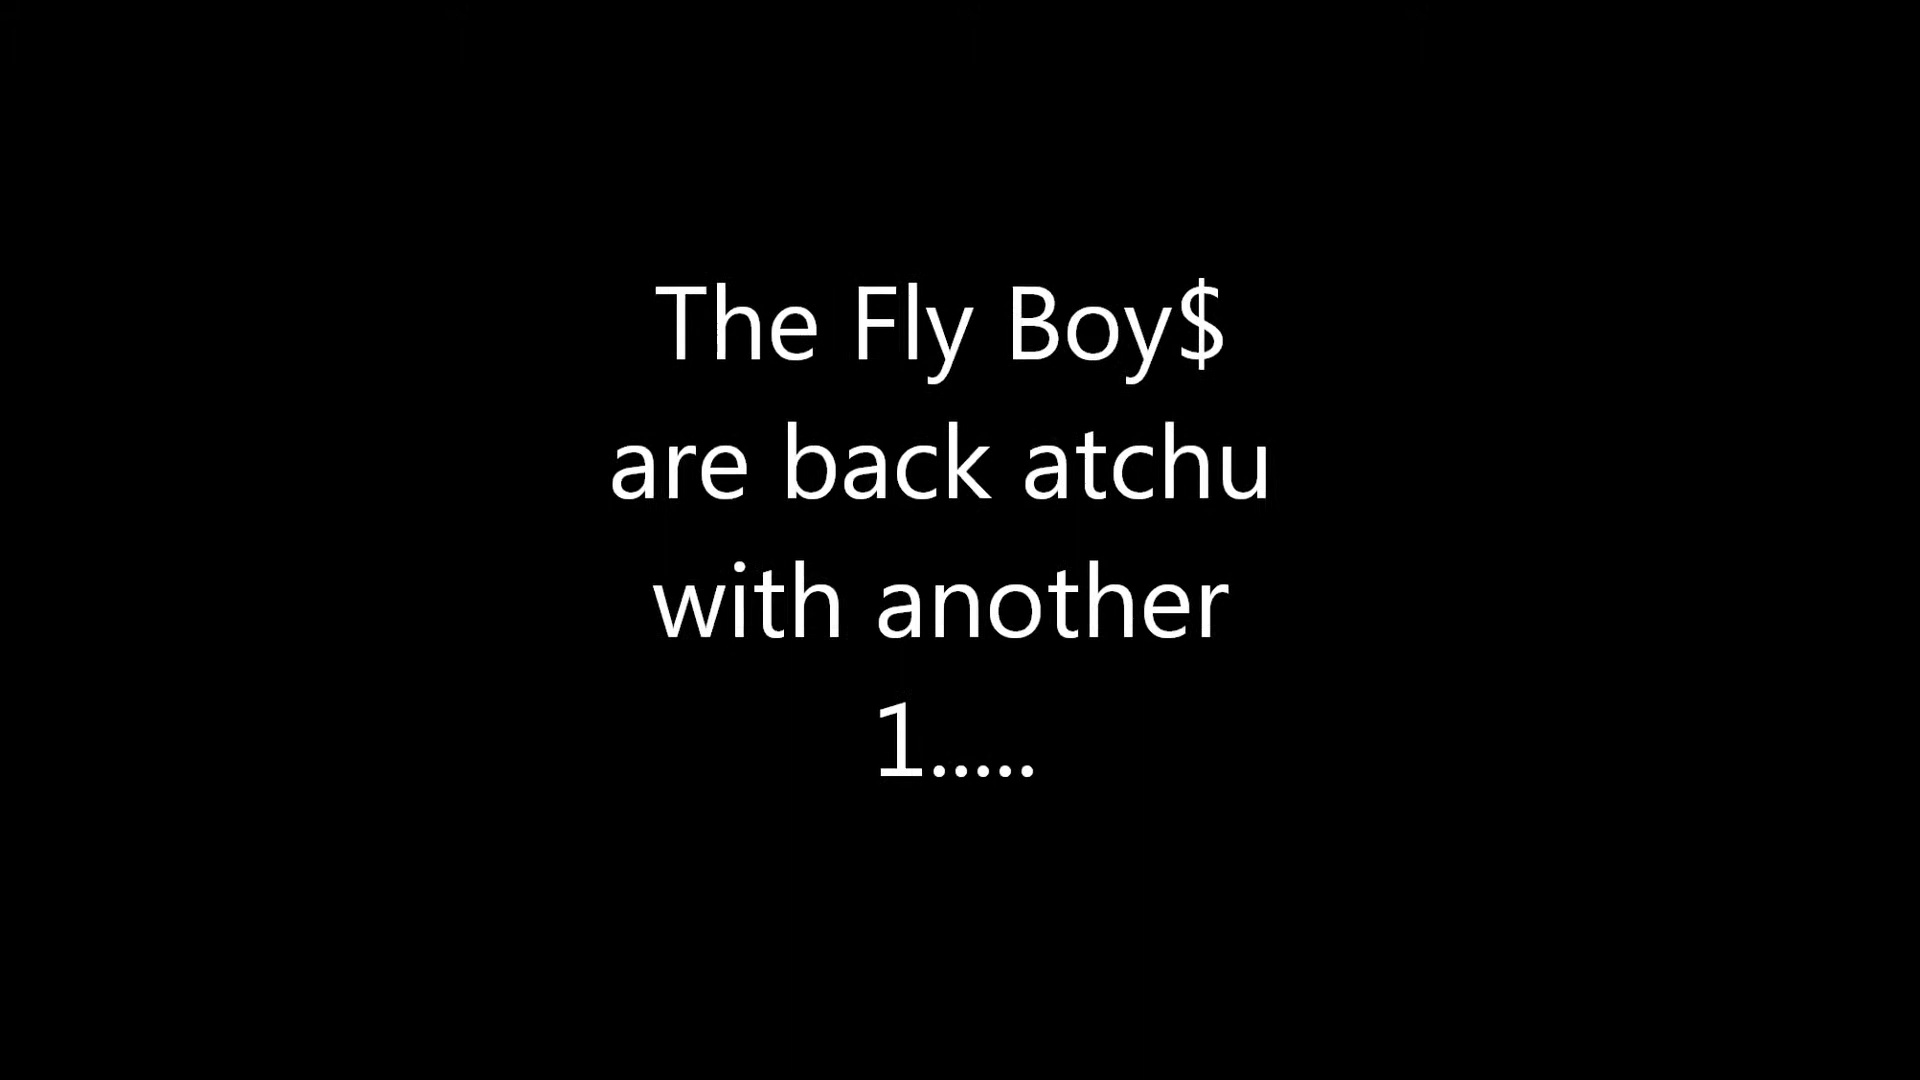 The Fly Boy$
are back atchu
with another
1.....